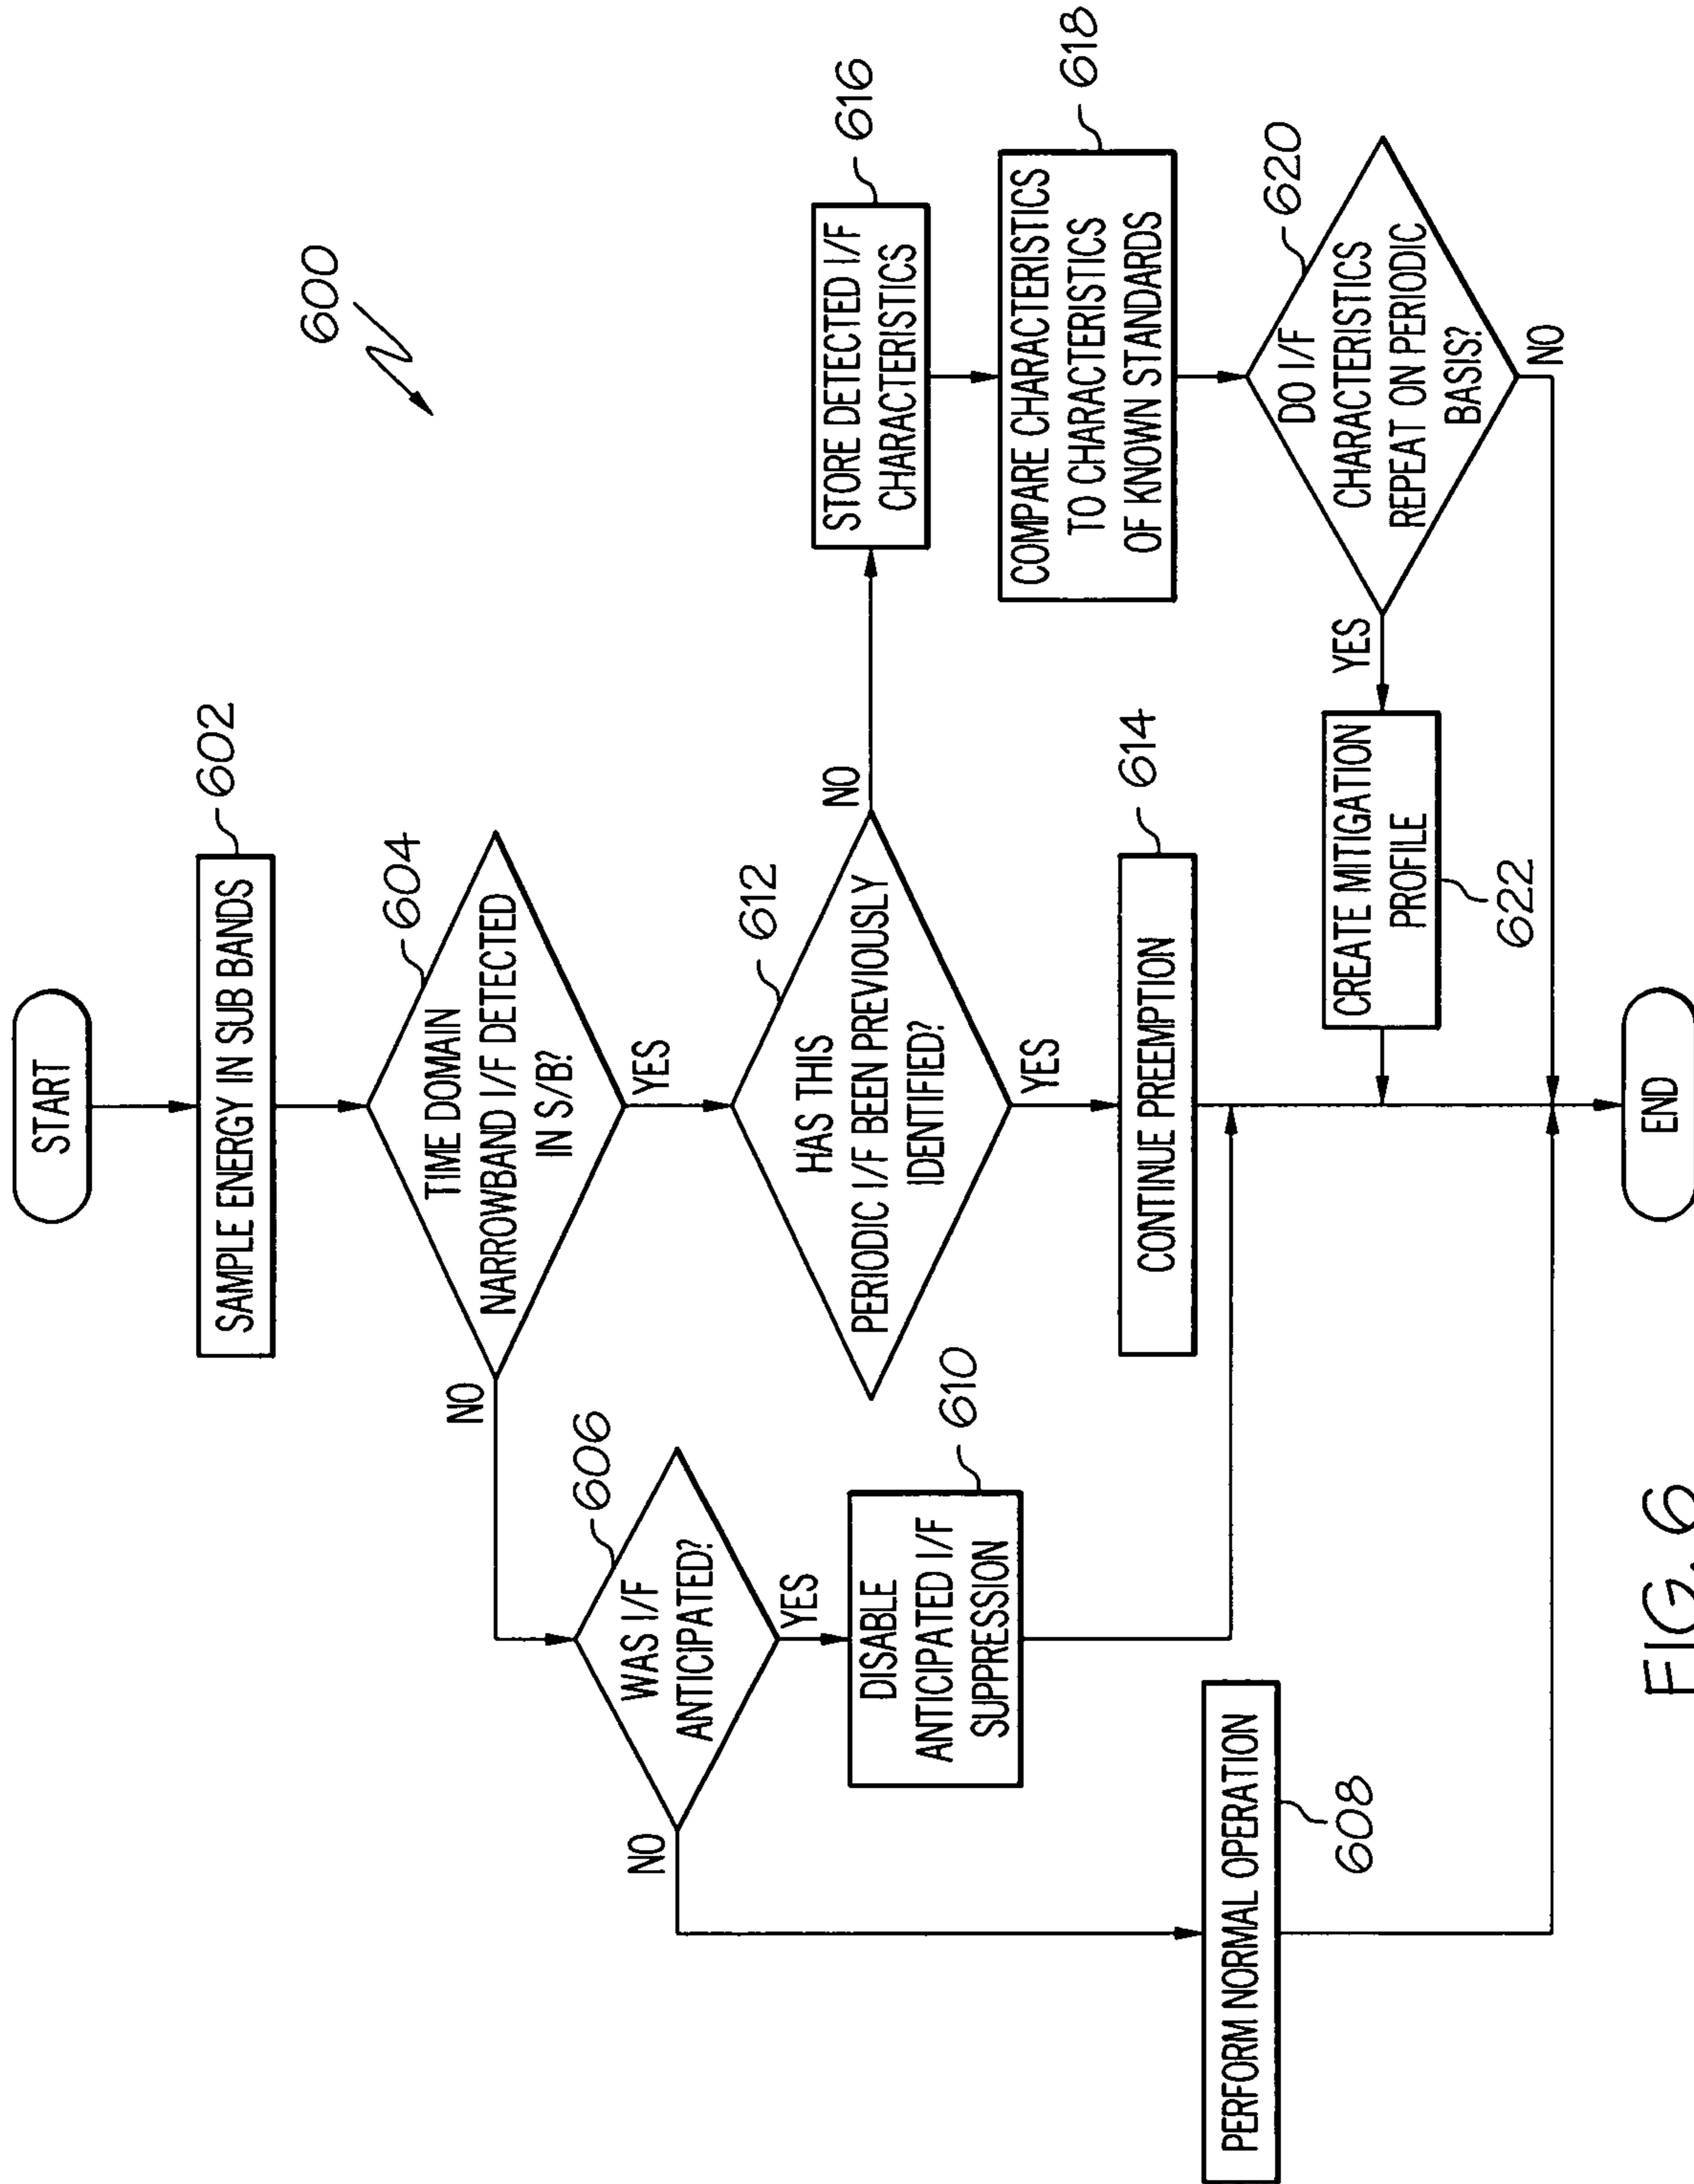 600
START
SAMPLE ENERGY IN SUB BANDS
602
TIME DOMAIN
NARROWBAND I/F DETECTED
IN S/B?
604
NO
YES
WAS I/F
ANTICIPATED?
606
NO
YES
PERFORM NORMAL OPERATION
608
DISABLE
ANTICIPATED I/F
SUPPRESSION
610
HAS THIS
PERIODIC I/F BEEN PREVIOUSLY
IDENTIFIED?
612
NO
YES
CONTINUE PREEMPTION
614
STORE DETECTED I/F
CHARACTERISTICS
616
COMPARE CHARACTERISTICS
TO CHARACTERISTICS
OF KNOWN STANDARDS
618
DO I/F
CHARACTERISTICS
REPEAT ON PERIODIC
BASIS?
620
YES
NO
CREATE MITIGATION
PROFILE
622
END
FIG. 6